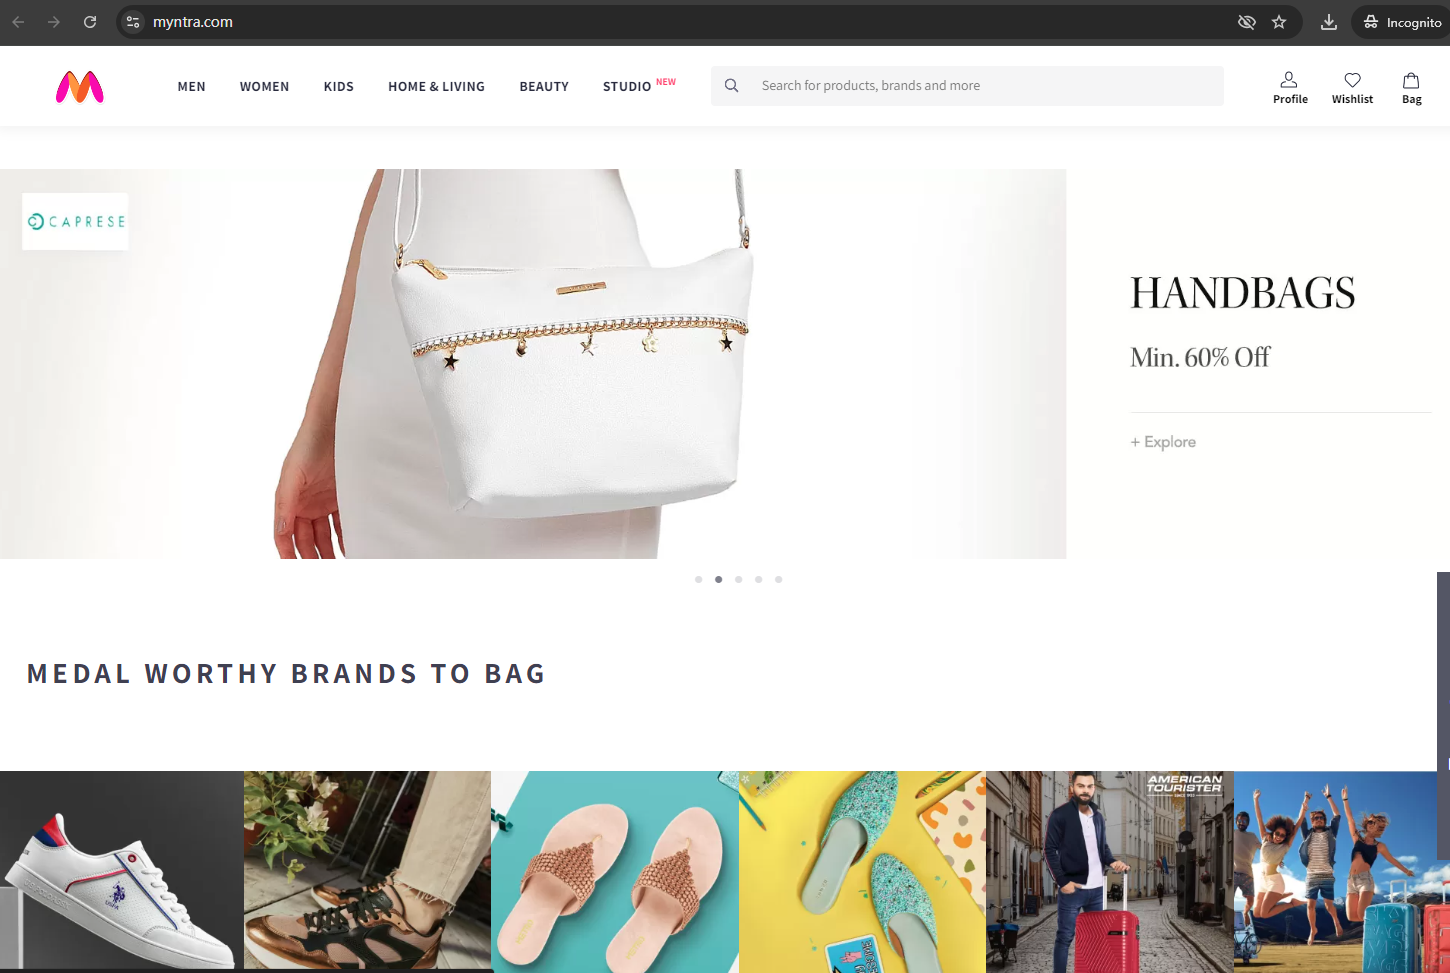 myntra.com
Incognito
MEN
WOMEN
KIDS
HOME & LIVING
BEAUTY
STUDIO NEW
Search for products, brands and more
Profile
Wishlist
Bag
CAPRESE
HANDBAGS
Min. 60% Off
+ Explore
MEDAL WORTHY BRANDS TO BAG
AMERICAN
TOURISTER